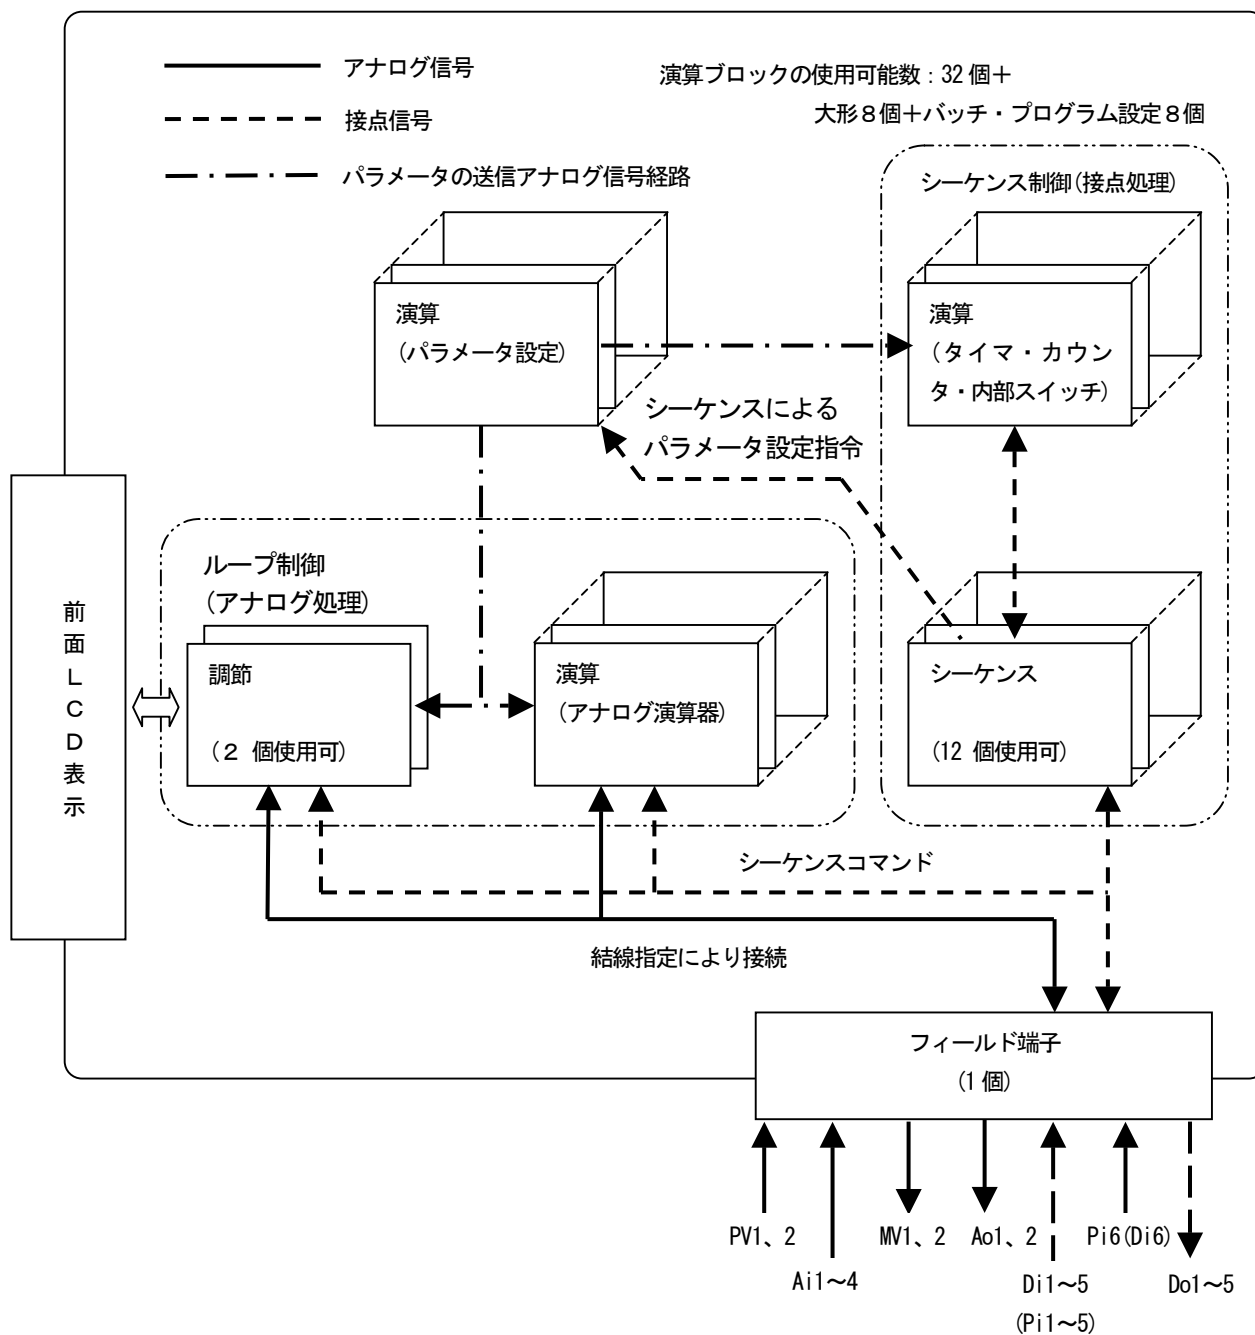 アナログ信号
接点信号
パラメータの送信アナログ信号経路
演算ブロックの使用可能数:32個+
大形8個+バッチ・プログラム設定8個
シーケンス制御(接点処理)
演算
(パラメータ設定)
演算
(タイマ・カウン
タ・内部スイッチ)
シーケンスによる
パラメータ設定指令
ループ制御
(アナログ処理)
前面LCD表示
調節
(2 個使用可)
演算
(アナログ演算器)
シーケンス
(12個使用可)
シーケンスコマンド
結線指定により接続
フィールド端子
(1個)
PV1、2
MV1、2
Ao1、2
Pi6(Di6)
Ai1~4
Di1~5
Do1~5
(Pi1~5)